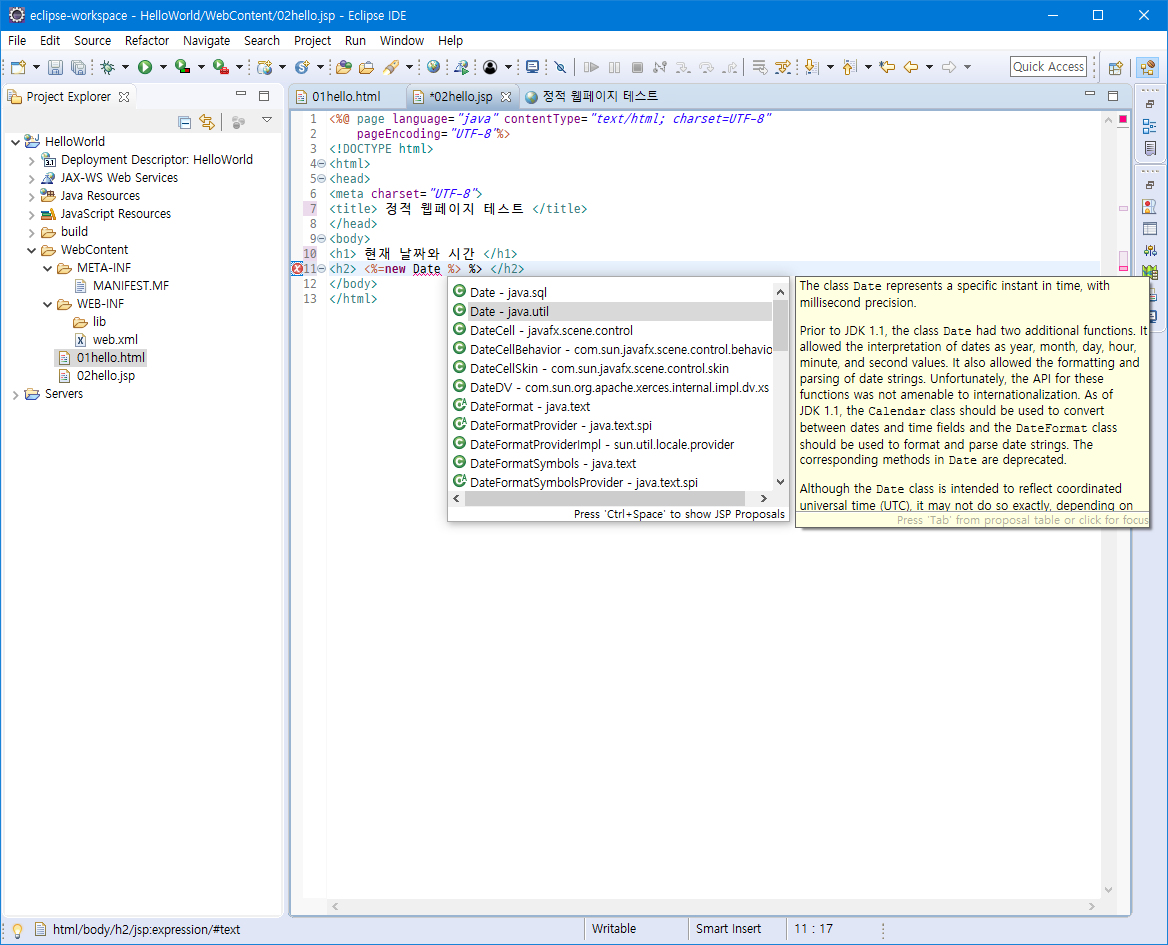 eclipse-workspace - HelloWorld/WebContent/02hello.jsp - Eclipse IDE
File Edit Source Refactor Navigate Search Project Run Window Help
Quick Access
Project Explorer
HelloWorld
3.1 Deployment Descriptor: HelloWorld
JAX-WS Web Services
Java Resources
JavaScript Resources
build
WebContent
META-INF
MANIFEST.MF
WEB-INF
lib
web.xml
01hello.html
02hello.jsp
Servers
01hello.html *02hello.jsp 정적 웹페이지 테스트
1 <%@ page language="java" contentType="text/html; charset=UTF-8"
2 pageEncoding="UTF-8"%>
3 <!DOCTYPE html>
4 <html>
5 <head>
6 <meta charset="UTF-8">
7 <title> 정적 웹페이지 테스트 </title>
8 </head>
9 <body>
10 <h1> 현재 날짜와 시간 </h1>
11 <h2> <%=new Date %> %> </h2>
12 </body>
13 </html>
Date - java.sql
Date - java.util
DateCell - javafx.scene.control
DateCellBehavior - com.sun.javafx.scene.control.behavio
DateCellSkin - com.sun.javafx.scene.control.skin
DateDV - com.sun.org.apache.xerces.internal.impl.dv.xs
DateFormat - java.text
DateFormatProvider - java.text.spi
DateFormatProviderImpl - sun.util.locale.provider
DateFormatSymbols - java.text
DateFormatSymbolsProvider - java.text.spi
Press 'Ctrl+Space' to show JSP Proposals
The class Date represents a specific instant in time, with
millisecond precision.
Prior to JDK 1.1, the class Date had two additional functions. It
allowed the interpretation of dates as year, month, day, hour,
minute, and second values. It also allowed the formatting and
parsing of date strings. Unfortunately, the API for these
functions was not amenable to internationalization. As of
JDK 1.1, the Calendar class should be used to convert
between dates and time fields and the DateFormat class
should be used to format and parse date strings. The
corresponding methods in Date are deprecated.
Although the Date class is intended to reflect coordinated
universal time (UTC), it may not do so exactly, depending on
Press 'Tab' from proposal table or click for focus
html/body/h2/jsp:expression/#text
Writable
Smart Insert
11 : 17